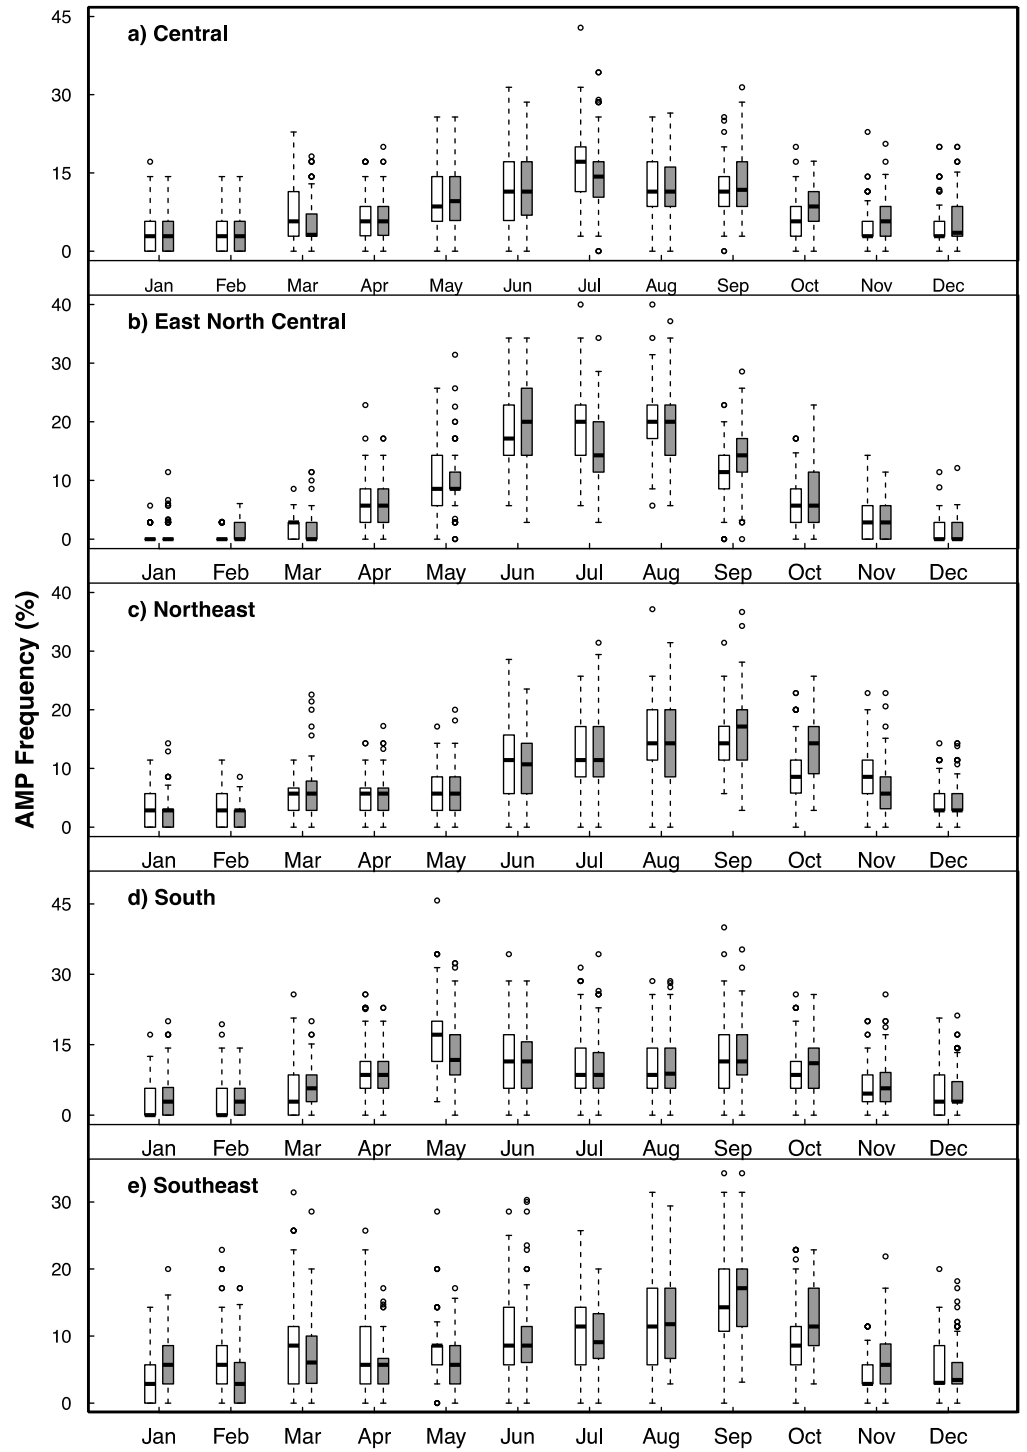 a) Central
45
30
15
0
Jan Feb Mar Apr May Jun Jul Aug Sep Oct Nov Dec
b) East North Central
40
30
20
10
0
Jan Feb Mar Apr May Jun Jul Aug Sep Oct Nov Dec
AMP Frequency (%)
c) Northeast
40
30
20
10
0
Jan Feb Mar Apr May Jun Jul Aug Sep Oct Nov Dec
d) South
45
30
15
0
Jan Feb Mar Apr May Jun Jul Aug Sep Oct Nov Dec
e) Southeast
30
20
10
0
Jan Feb Mar Apr May Jun Jul Aug Sep Oct Nov Dec